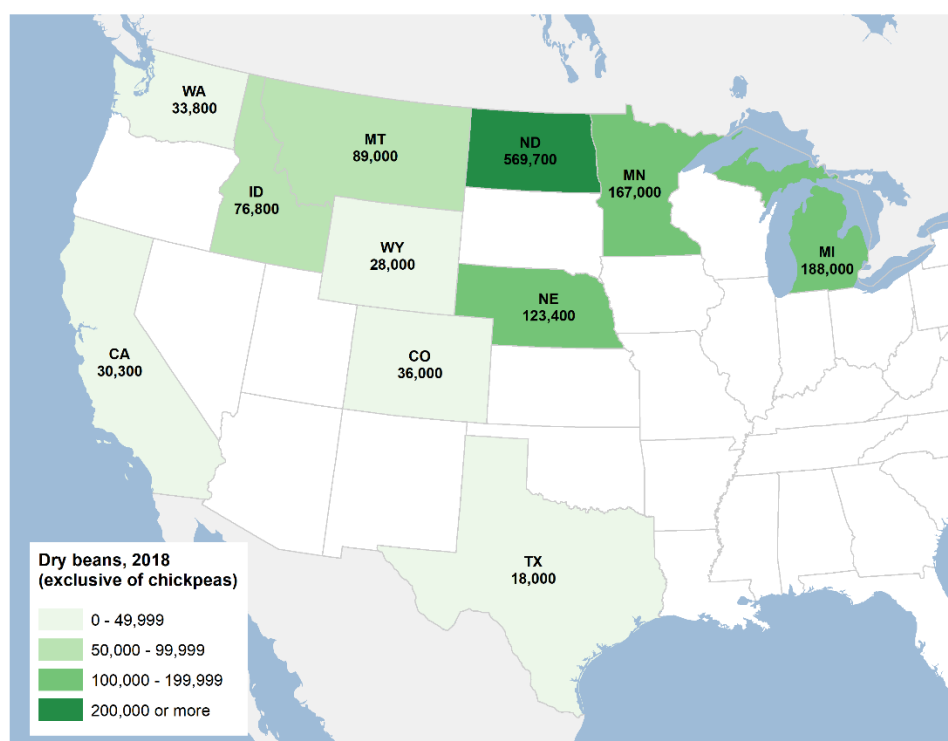 WA
33,800
MT
89,000
ND
569,700
MN
167,000
ID
76,800
WY
28,000
MI
188,000
NE
123,400
CA
30,300
CO
36,000
TX
18,000
Dry beans, 2018
(exclusive of chickpeas)
0 - 49,999
50,000 - 99,999
100,000 - 199,999
200,000 or more